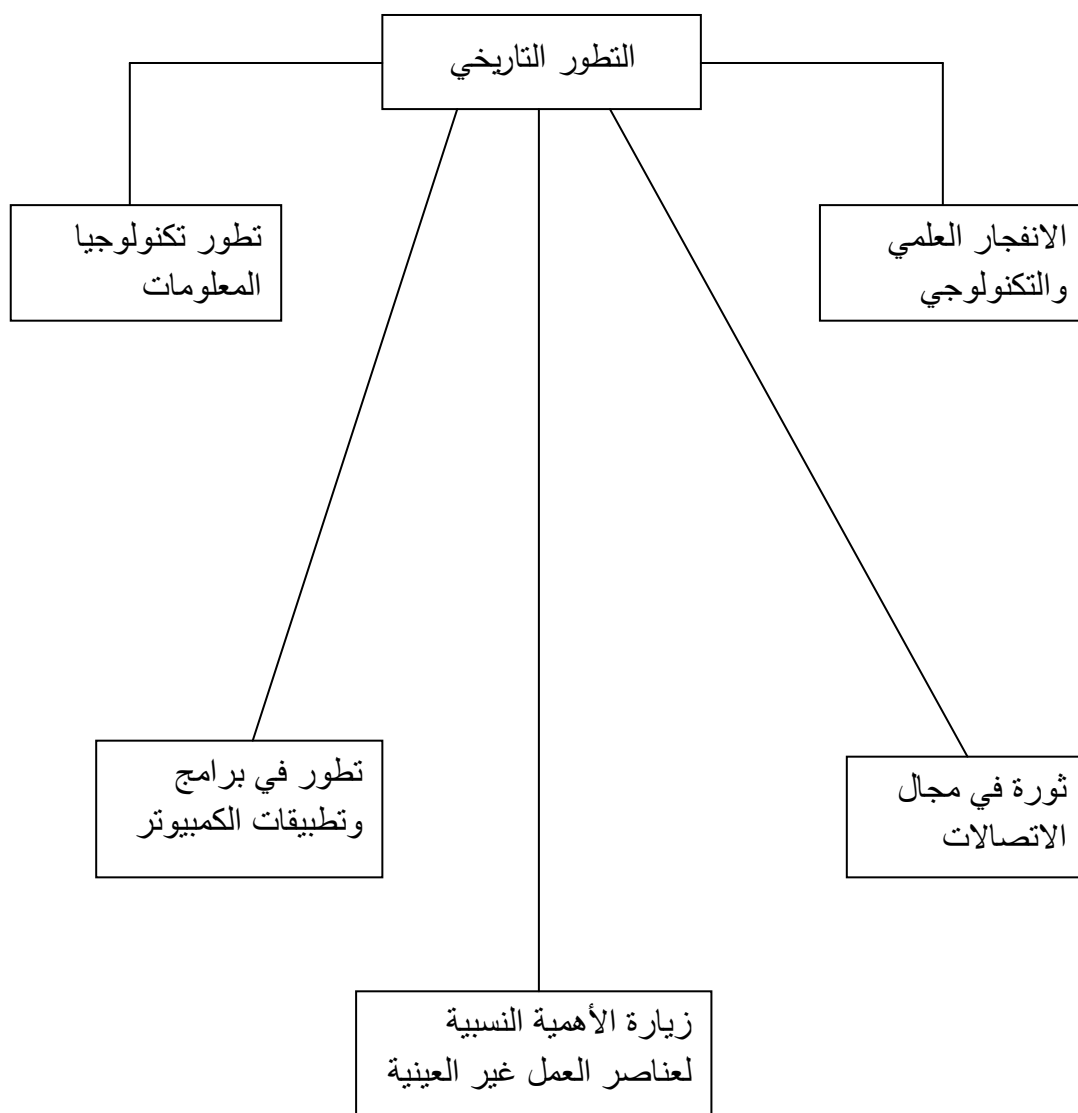 التطور التاريخي
الانفجار العلمي
والتكنولوجي
تطور تكنولوجيا
المعلومات
ثورة في مجال
الاتصالات
تطور في برامج
وتطبيقات الكمبيوتر
زيارة الأهمية النسبية
لعناصر العمل غير العينية